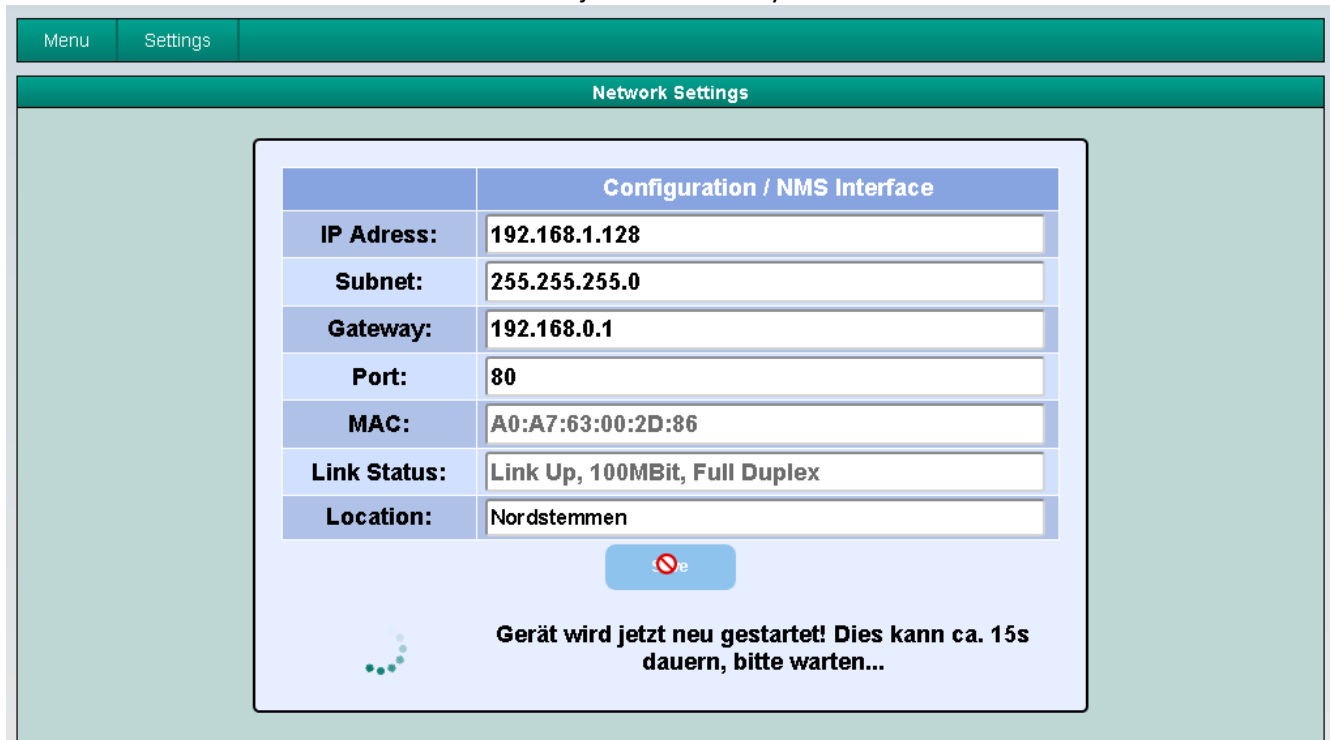 Menu Settings
Network Settings
Configuration / NMS Interface
IP Adress: 192.168.1.128
Subnet: 255.255.255.0
Gateway: 192.168.0.1
Port: 80
MAC: A0:A7:63:00:2D:86
Link Status: Link Up, 100MBit, Full Duplex
Location: Nordstemmen
Gerät wird jetzt neu gestartet! Dies kann ca. 15s
dauern, bitte warten...